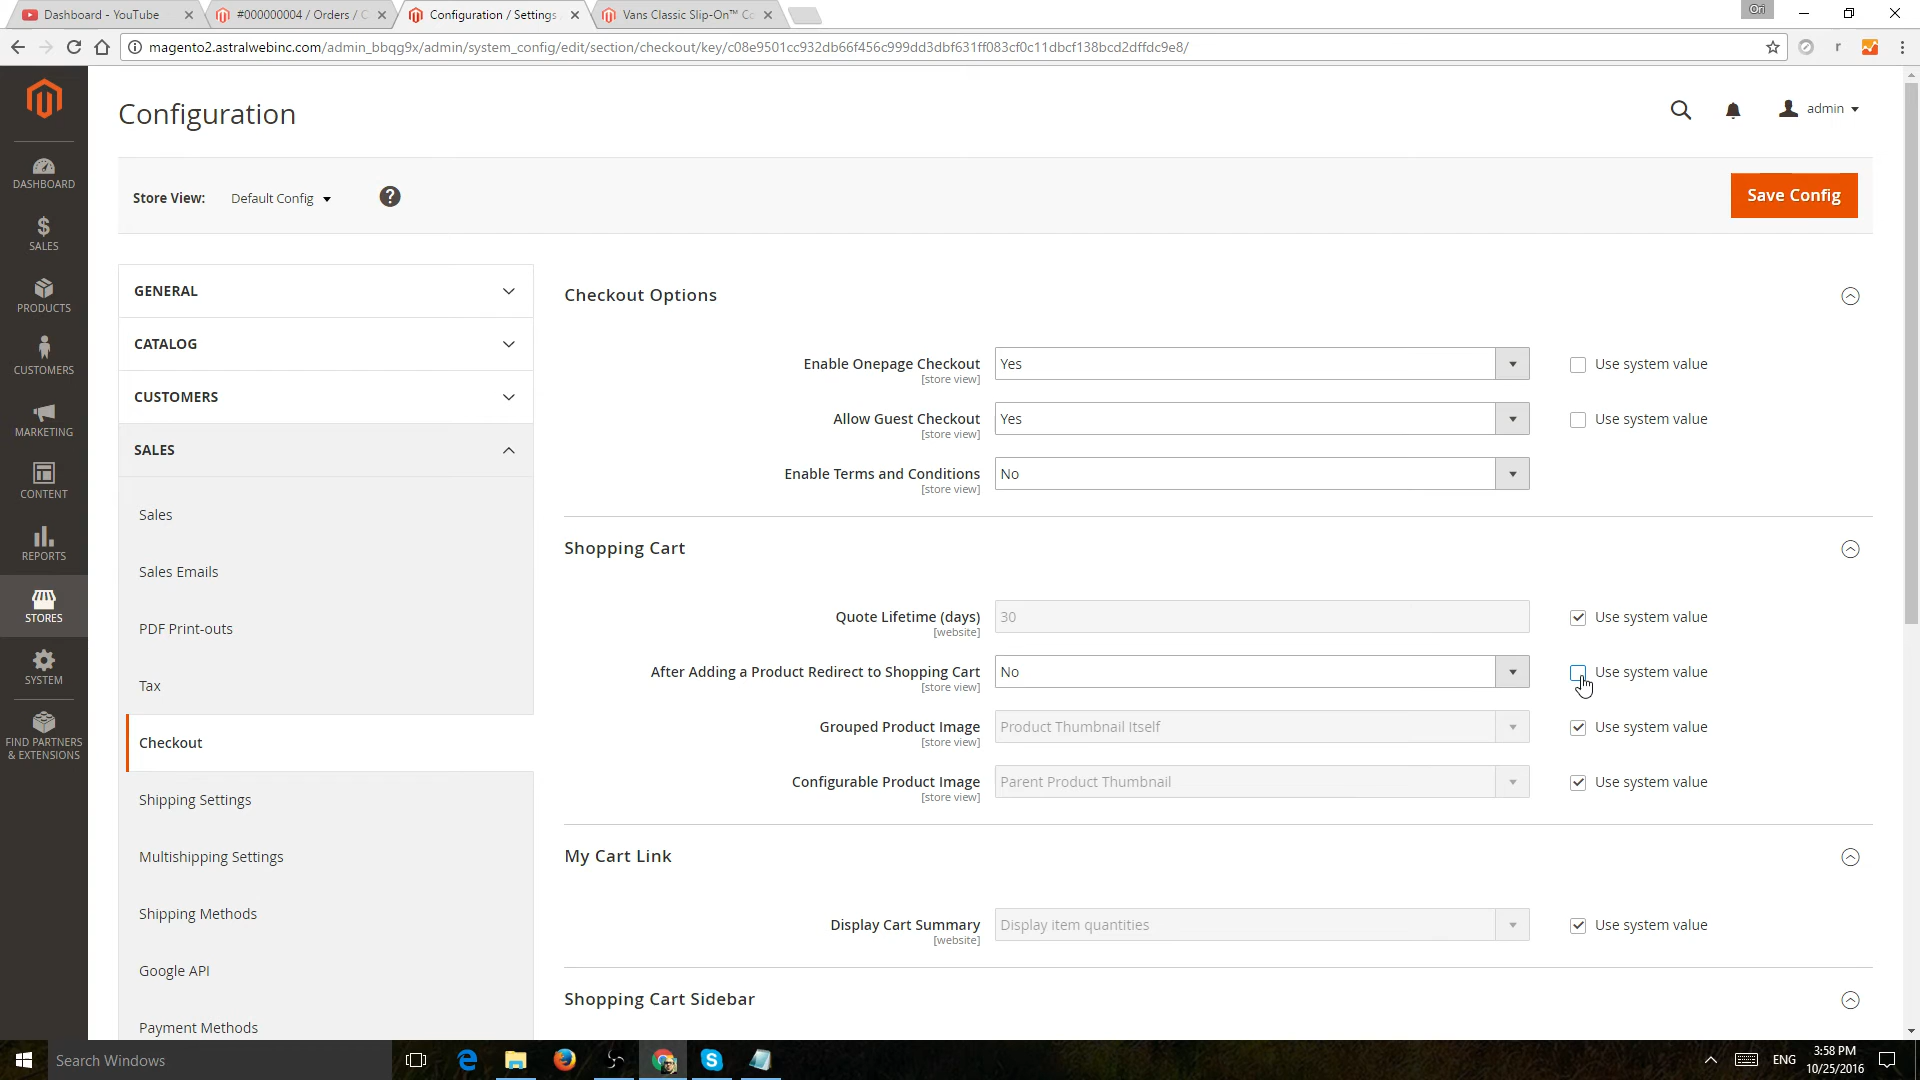 Dashboard - YouTube
#000000004 / Orders / C
Configuration / Settings
Vans Classic Slip-On™ Co
Ori
magento2.astralwebinc.com/admin_bbqg9x/admin/system_config/edit/section/checkout/key/c08e9501cc932db66f456c999dd3dbf631ff083cf0c11dbcf138bcd2dffdc9e8/
r
Configuration
admin
Store View:
Default Config
?
Save Config
DASHBOARD
$
SALES
PRODUCTS
CUSTOMERS
MARKETING
CONTENT
REPORTS
STORES
SYSTEM
FIND PARTNERS
& EXTENSIONS
GENERAL
CATALOG
CUSTOMERS
SALES
Sales
Sales Emails
PDF Print-outs
Tax
Checkout
Shipping Settings
Multishipping Settings
Shipping Methods
Google API
Payment Methods
Checkout Options
Enable Onepage Checkout
[store view]
Yes
Use system value
Allow Guest Checkout
[store view]
Yes
Use system value
Enable Terms and Conditions
[store view]
No
Shopping Cart
Quote Lifetime (days)
[website]
30
Use system value
After Adding a Product Redirect to Shopping Cart
[store view]
No
Use system value
Grouped Product Image
[store view]
Product Thumbnail Itself
Use system value
Configurable Product Image
[store view]
Parent Product Thumbnail
Use system value
My Cart Link
Display Cart Summary
[website]
Display item quantities
Use system value
Shopping Cart Sidebar
Search Windows
ENG
3:58 PM
10/25/2016